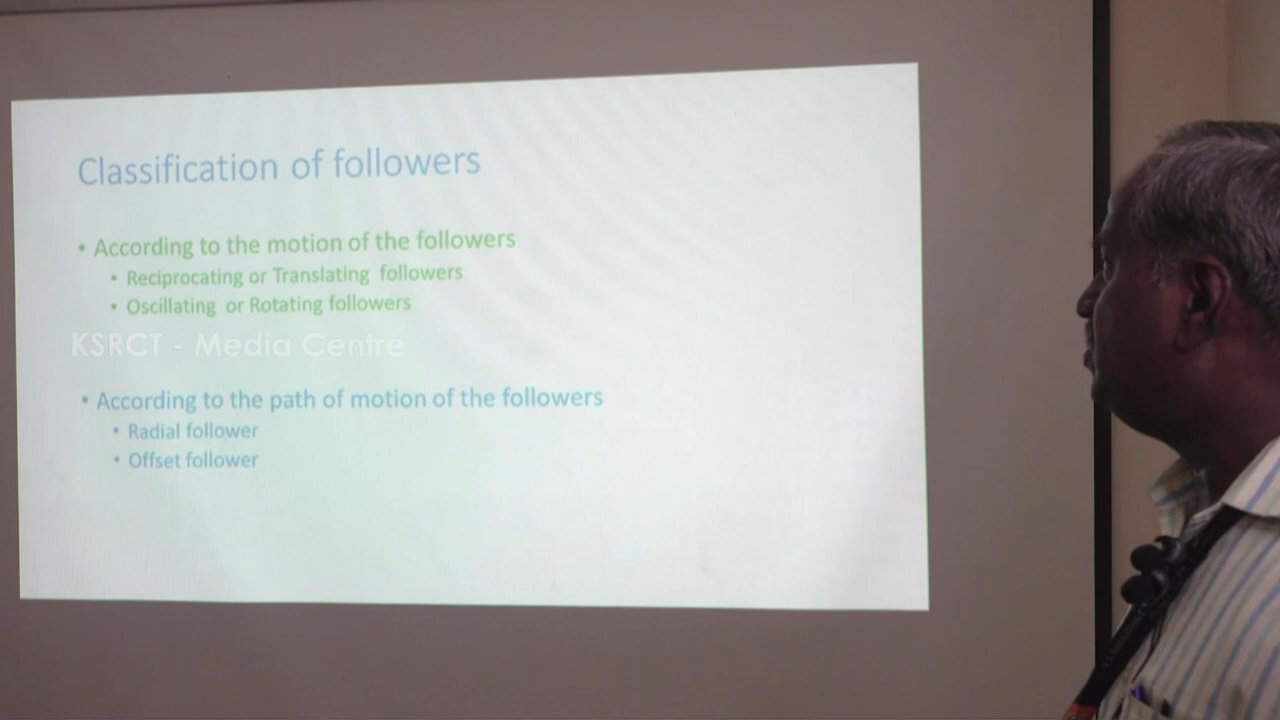 Classification of followers
• According to the motion of the followers
• Reciprocating or Translating followers
• Oscillating or Rotating followers
KSRCT - Media Centre
• According to the path of motion of the followers
• Radial follower
• Offset follower